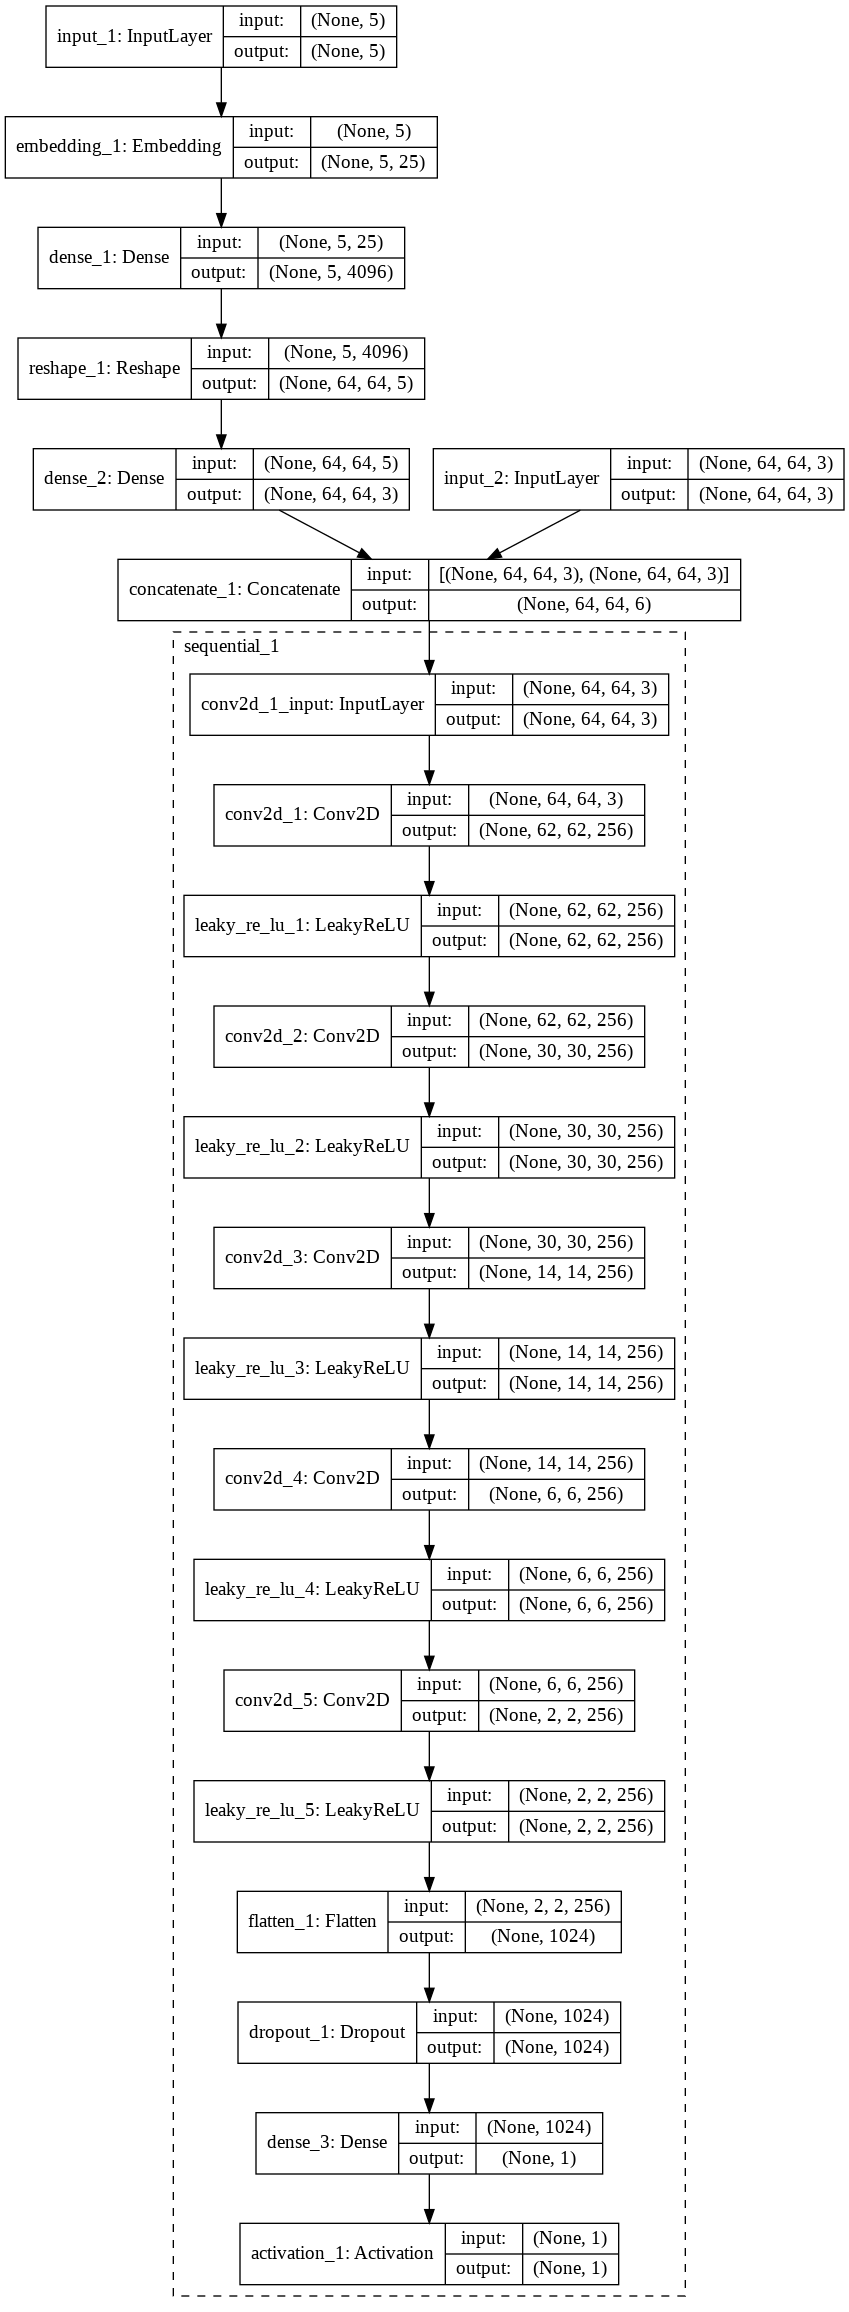 input_1: InputLayer
input: (None, 5)
output: (None, 5)
embedding_1: Embedding
input: (None, 5)
output: (None, 5, 25)
dense_1: Dense
input: (None, 5, 25)
output: (None, 5, 4096)
reshape_1: Reshape
input: (None, 5, 4096)
output: (None, 64, 64, 5)
dense_2: Dense
input: (None, 64, 64, 5)
output: (None, 64, 64, 3)
input_2: InputLayer
input: (None, 64, 64, 3)
output: (None, 64, 64, 3)
concatenate_1: Concatenate
input: [(None, 64, 64, 3), (None, 64, 64, 3)]
output: (None, 64, 64, 6)
sequential_1
conv2d_1_input: InputLayer
input: (None, 64, 64, 3)
output: (None, 64, 64, 3)
conv2d_1: Conv2D
input: (None, 64, 64, 3)
output: (None, 62, 62, 256)
leaky_re_lu_1: LeakyReLU
input: (None, 62, 62, 256)
output: (None, 62, 62, 256)
conv2d_2: Conv2D
input: (None, 62, 62, 256)
output: (None, 30, 30, 256)
leaky_re_lu_2: LeakyReLU
input: (None, 30, 30, 256)
output: (None, 30, 30, 256)
conv2d_3: Conv2D
input: (None, 30, 30, 256)
output: (None, 14, 14, 256)
leaky_re_lu_3: LeakyReLU
input: (None, 14, 14, 256)
output: (None, 14, 14, 256)
conv2d_4: Conv2D
input: (None, 14, 14, 256)
output: (None, 6, 6, 256)
leaky_re_lu_4: LeakyReLU
input: (None, 6, 6, 256)
output: (None, 6, 6, 256)
conv2d_5: Conv2D
input: (None, 6, 6, 256)
output: (None, 2, 2, 256)
leaky_re_lu_5: LeakyReLU
input: (None, 2, 2, 256)
output: (None, 2, 2, 256)
flatten_1: Flatten
input: (None, 2, 2, 256)
output: (None, 1024)
dropout_1: Dropout
input: (None, 1024)
output: (None, 1024)
dense_3: Dense
input: (None, 1024)
output: (None, 1)
activation_1: Activation
input: (None, 1)
output: (None, 1)